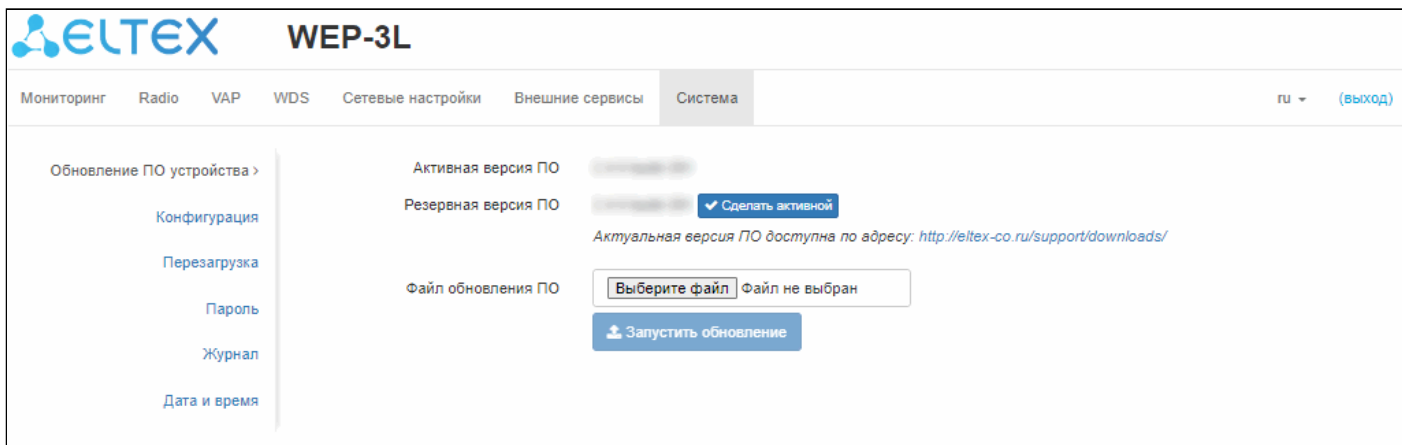 ELTEX WEP-3L
Мониторинг Radio VAP WDS Сетевые настройки Внешние сервисы Система ru (выход)
Обновление ПО устройства >
Конфигурация
Перезагрузка
Пароль
Журнал
Дата и время
Активная версия ПО
Резервная версия ПО Сделать активной
Актуальная версия ПО доступна по адресу: http://eltex-co.ru/support/downloads/
Файл обновления ПО Выберите файл Файл не выбран
Запустить обновление